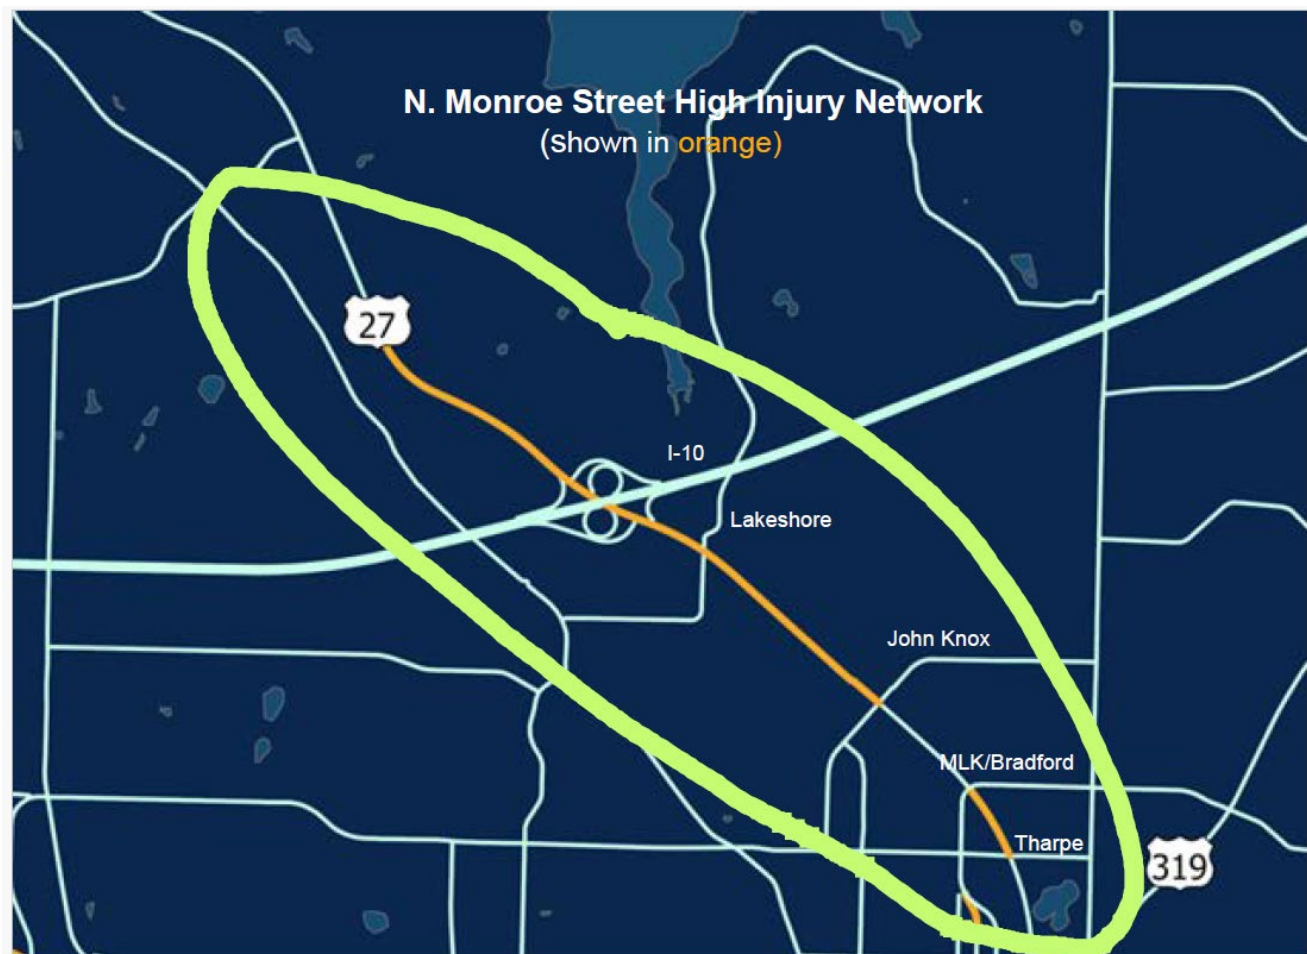 N. Monroe Street High Injury Network
(Shown in orange)
27
I-10
Lakeshore
John Knox
MLK/Bradford
Tharpe
319